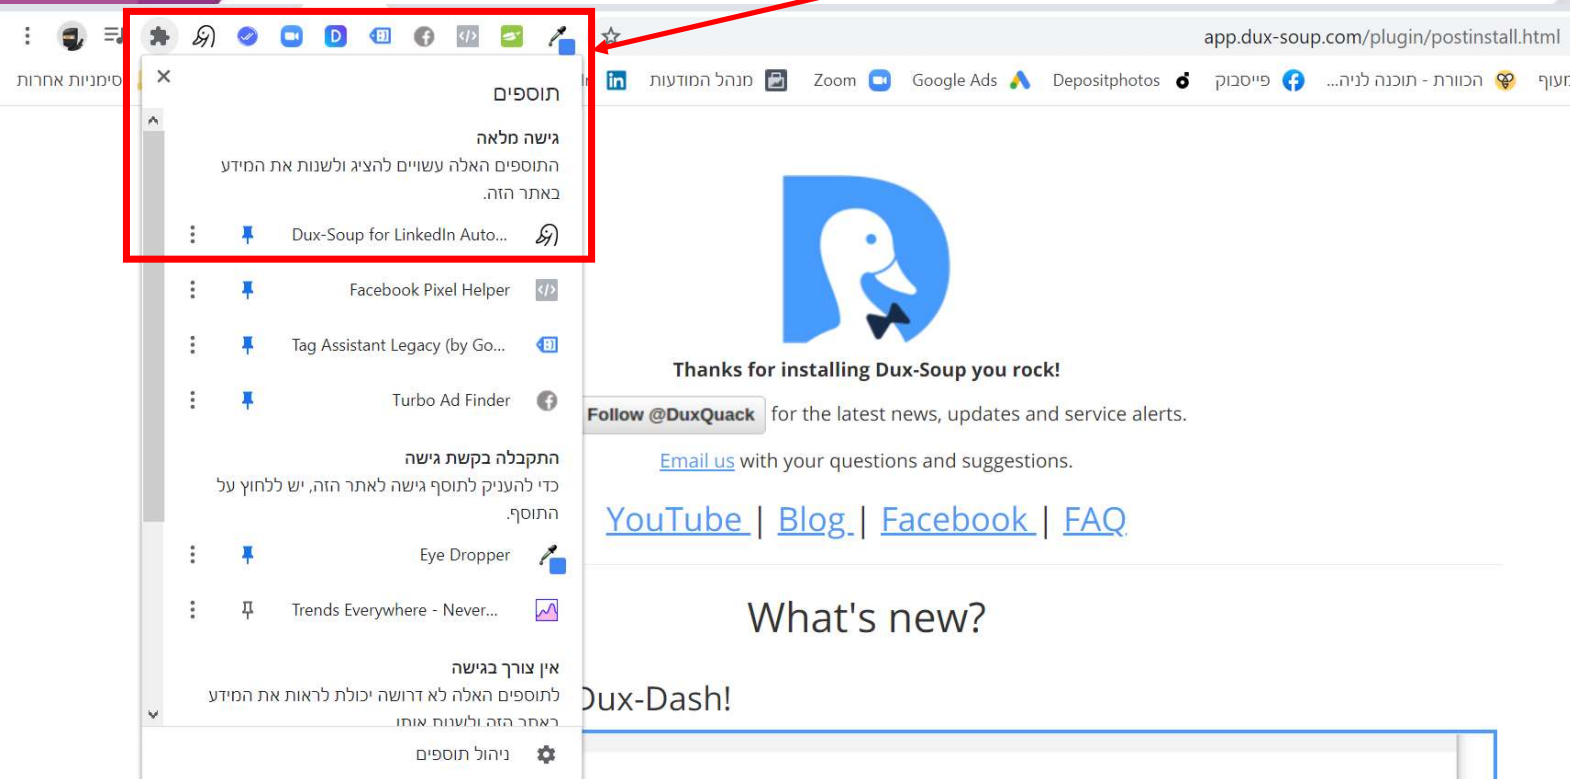 app.dux-soup.com/plugin/postinstall.html
הכוורת - תוכנה לניה... פייסבוק Depositphotos Google Ads Zoom מנהל המודעות סימניות אחרות
תוספים
גישה מלאה
התוספים האלה עשויים להציג ולשנות את המידע
באתר הזה.
Dux-Soup for LinkedIn Auto...
Facebook Pixel Helper
Tag Assistant Legacy (by Go...
Turbo Ad Finder
התקבלה בקשת גישה
כדי להעניק לתוסף גישה לאתר הזה, יש ללחוץ על
התוסף.
Eye Dropper
Trends Everywhere - Never...
אין צורך בגישה
לתוספים האלה לא דרושה יכולת לראות את המידע
באתר הזה ולשנות אותו
ניהול תוספים
Thanks for installing Dux-Soup you rock!
Follow @DuxQuack for the latest news, updates and service alerts.
Email us with your questions and suggestions.
YouTube | Blog | Facebook | FAQ
What's new?
Dux-Dash!